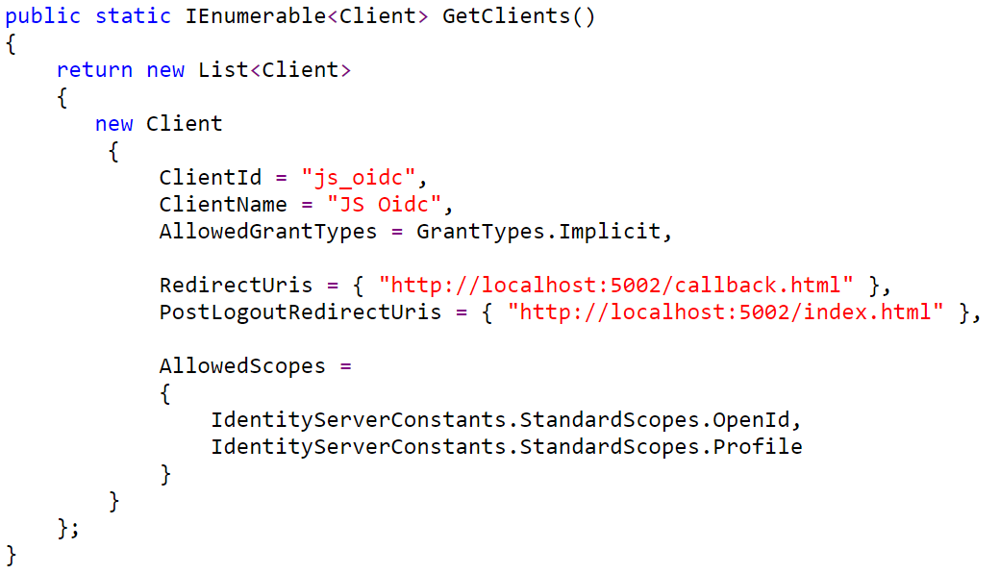 public static IEnumerable<Client> GetClients()
{
    return new List<Client>
    {
       new Client
        {
            ClientId = "js_oidc",
            ClientName = "JS Oidc",
            AllowedGrantTypes = GrantTypes.Implicit,

            RedirectUris = { "http://localhost:5002/callback.html" },
            PostLogoutRedirectUris = { "http://localhost:5002/index.html" },

            AllowedScopes =
            {
                IdentityServerConstants.StandardScopes.OpenId,
                IdentityServerConstants.StandardScopes.Profile
            }
        }
    };
}